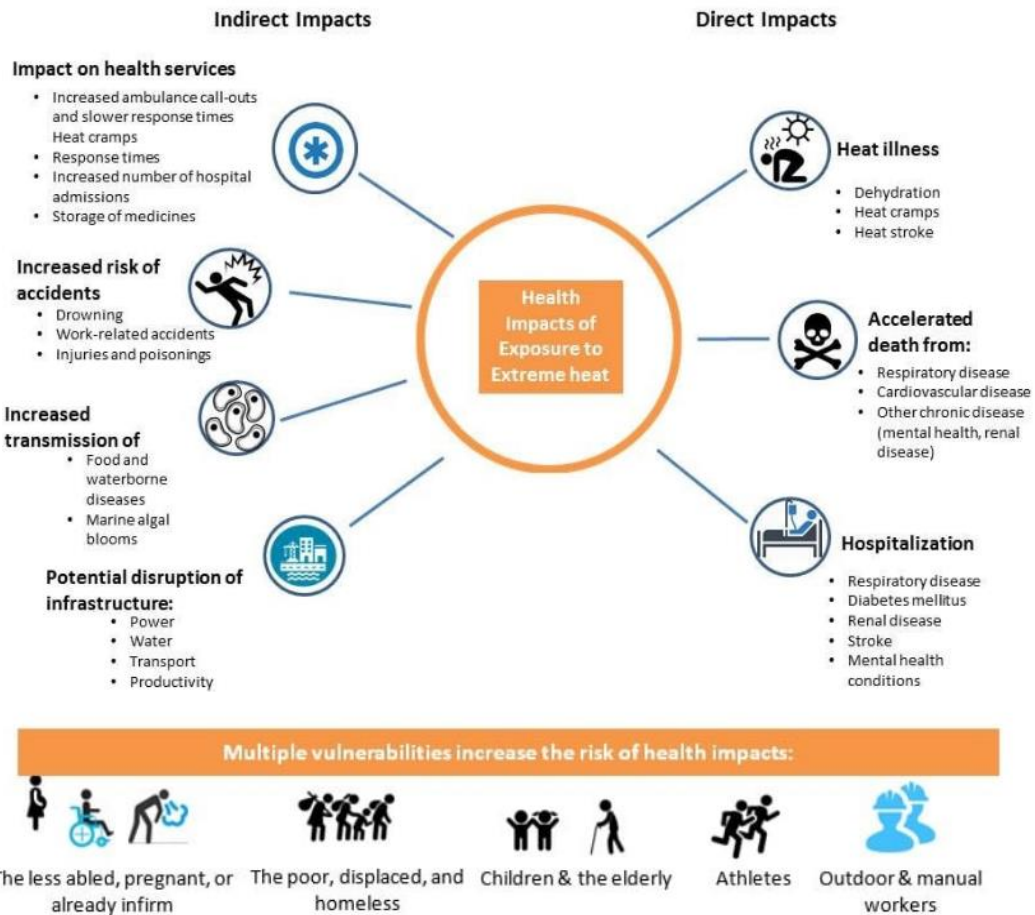 Indirect Impacts
Direct Impacts
Impact on health services
• Increased ambulance call-outs
and slower response times
Heat cramps
• Response times
• Increased number of hospital
admissions
• Storage of medicines
Increased risk of
accidents
• Drowning
• Work-related accidents
• Injuries and poisonings
Increased
transmission of
• Food and
waterborne
diseases
• Marine algal
blooms
Potential disruption of
infrastructure:
• Power
• Water
• Transport
• Productivity
Health
Impacts of
Exposure to
Extreme heat
Heat illness
• Dehydration
• Heat cramps
• Heat stroke
Accelerated
death from:
• Respiratory disease
• Cardiovascular disease
• Other chronic disease
(mental health, renal
disease)
Hospitalization
• Respiratory disease
• Diabetes mellitus
• Renal disease
• Stroke
• Mental health
conditions
Multiple vulnerabilities increase the risk of health impacts:
The less abled, pregnant, or
already infirm
The poor, displaced, and
homeless
Children & the elderly
Athletes
Outdoor & manual
workers